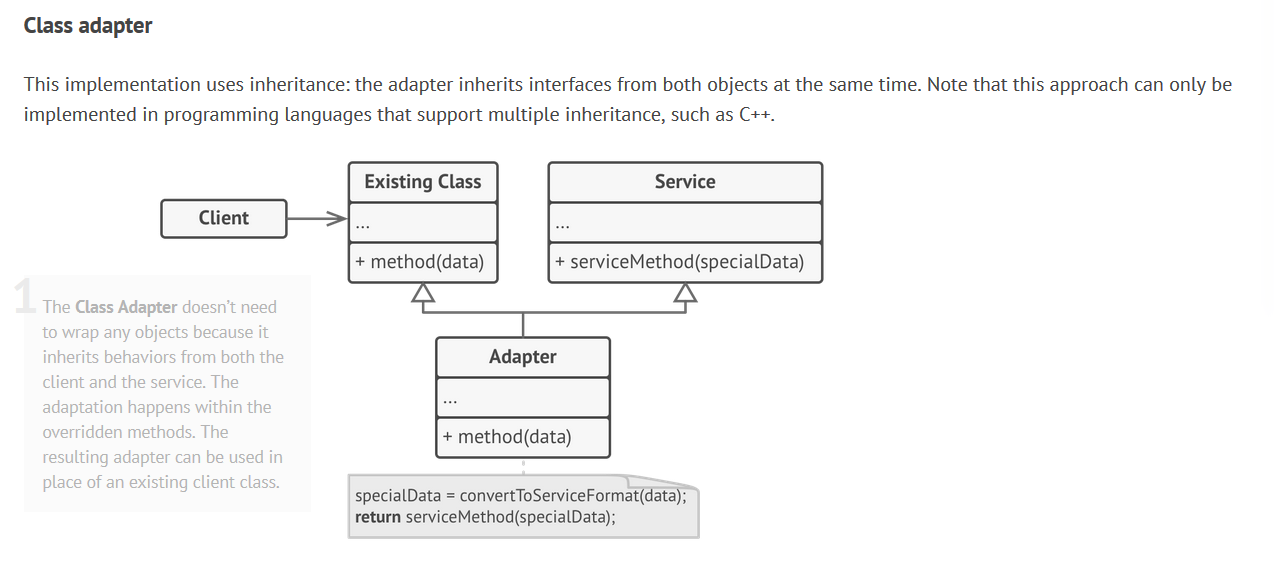 Class adapter
This implementation uses inheritance: the adapter inherits interfaces from both objects at the same time. Note that this approach can only be
implemented in programming languages that support multiple inheritance, such as C++.
Client
Existing Class
...
+ method(data)
Service
...
+ serviceMethod(specialData)
1
The Class Adapter doesn't need
to wrap any objects because it
inherits behaviors from both the
client and the service. The
adaptation happens within the
overridden methods. The
resulting adapter can be used in
place of an existing client class.
Adapter
...
+ method(data)
specialData = convertToServiceFormat(data);
return serviceMethod(specialData);